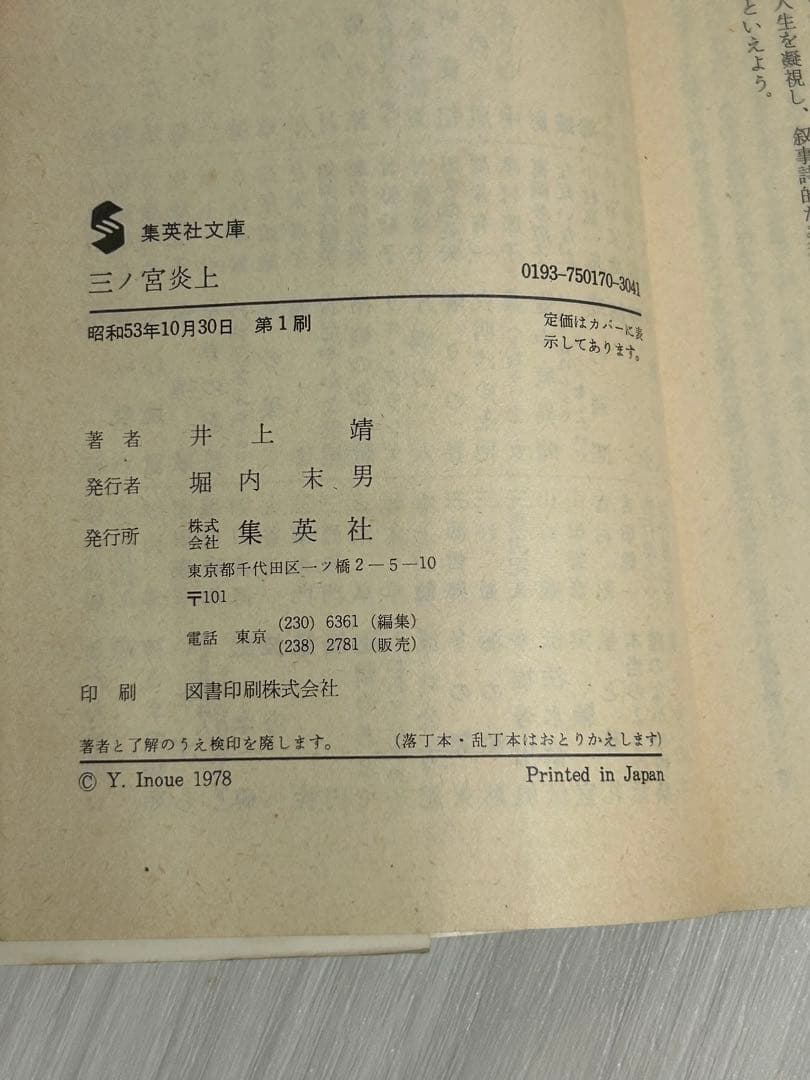 人生を凝視し、叙事詩的な
といえよう。
集英社文庫
三ノ宮炎上
0193-750170-3041
昭和53年10月30日 第1刷
定価はカバーに表
示してあります。
著者 井上 靖
発行者 堀内末男
発行所 株式会社 集英社
東京都千代田区一ツ橋2-5-10
〒101
電話 東京 (230) 6361 (編集)
(238) 2781 (販売)
印刷 図書印刷株式会社
著者と了解のうえ検印を廃します。 (落丁本・乱丁本はおとりかえします)
© Y. Inoue 1978 Printed in Japan